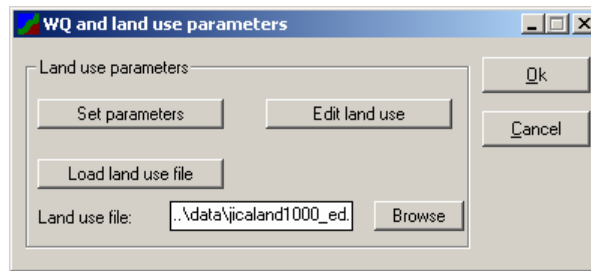 WQ and land use parameters
Land use parameters
Ok
Set parameters
Edit land use
Cancel
Load land use file
Land use file:
..\data\jicaland1000_ed.
Browse